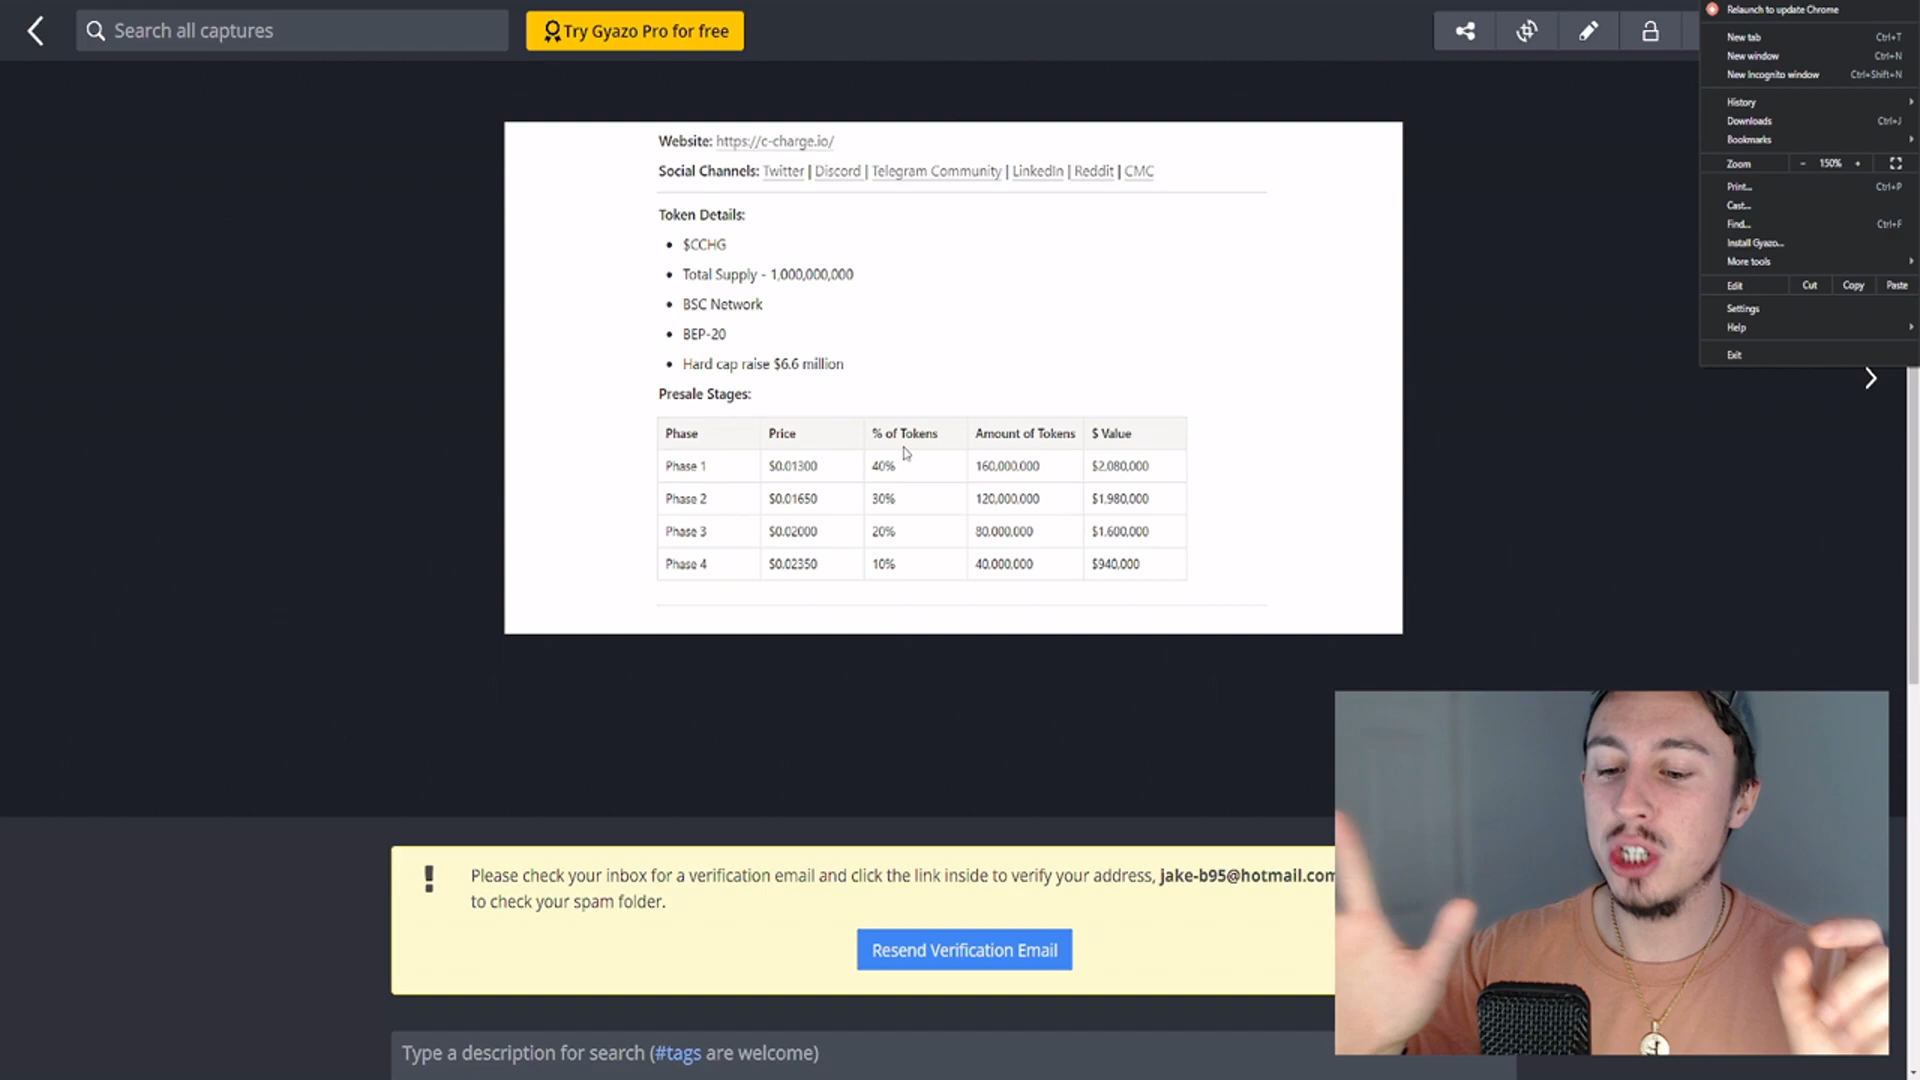 Search all captures
Try Gyazo Pro for free
Relaunch to update Chrome
New tab Ctrl+T
New window Ctrl+N
New Incognito window Ctrl+Shift+N
History
Downloads Ctrl+J
Bookmarks
Zoom - 150% +
Print... Ctrl+P
Cast...
Find... Ctrl+F
Install Gyazo...
More tools
Edit Cut Copy Paste
Settings
Help
Exit
Website: https://c-charge.io/
Social Channels: Twitter | Discord | Telegram Community | LinkedIn | Reddit | CMC
Token Details:
• $CCHG
• Total Supply - 1,000,000,000
• BSC Network
• BEP-20
• Hard cap raise $6.6 million
Presale Stages:
Phase Price % of Tokens Amount of Tokens $ Value
Phase 1 $0.01300 40% 160,000,000 $2,080,000
Phase 2 $0.01650 30% 120,000,000 $1,980,000
Phase 3 $0.02000 20% 80,000,000 $1,600,000
Phase 4 $0.02350 10% 40,000,000 $940,000
Please check your inbox for a verification email and click the link inside to verify your address, jake-b95@hotmail.com
to check your spam folder.
Resend Verification Email
Type a description for search (#tags are welcome)